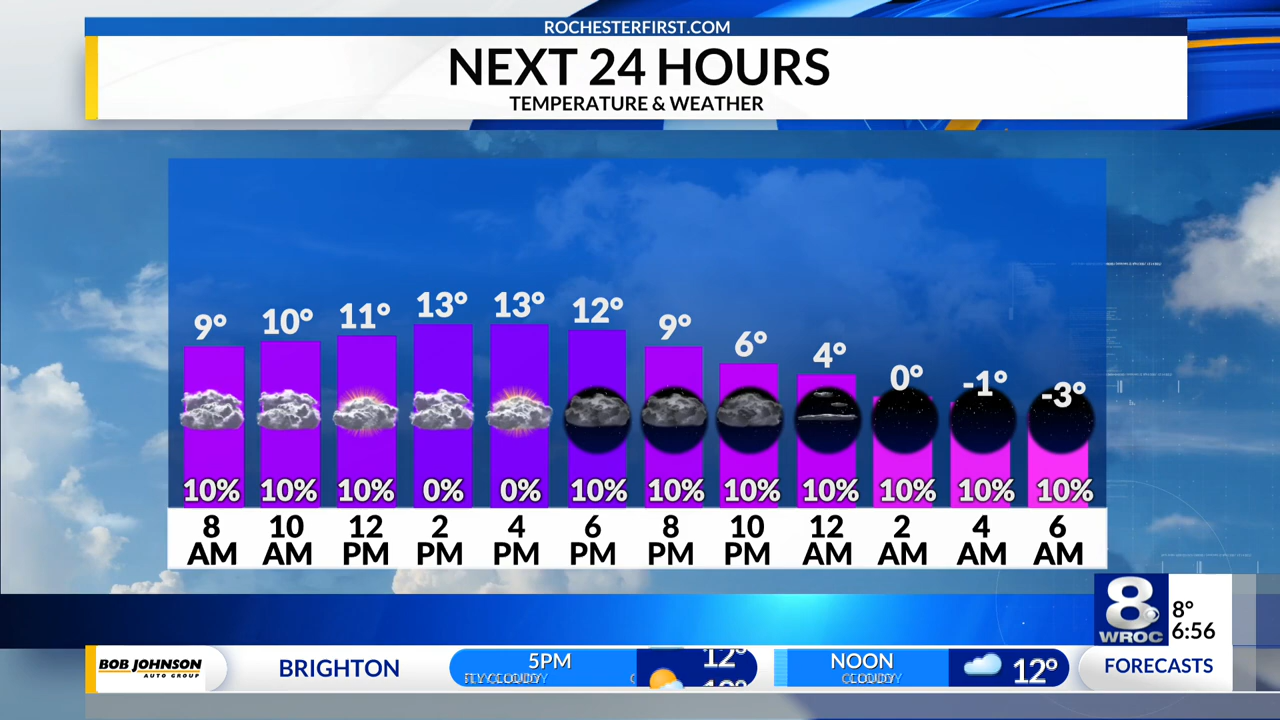 ROCHESTERFIRST.COM
NEXT 24 HOURS
TEMPERATURE & WEATHER
9° 10° 11° 13° 13° 12° 9° 6° 4° 0° -1° -3°
10% 10% 10% 0% 0% 10% 10% 10% 10% 10% 10% 10%
8 10 12 2 4 6 8 10 12 2 4 6
AM AM PM PM PM PM PM PM AM AM AM AM
8
WROC
8°
6:56
BOB JOHNSON
AUTO GROUP
BRIGHTON
5PM
12°
NOON
CLOUDY
12°
FORECASTS